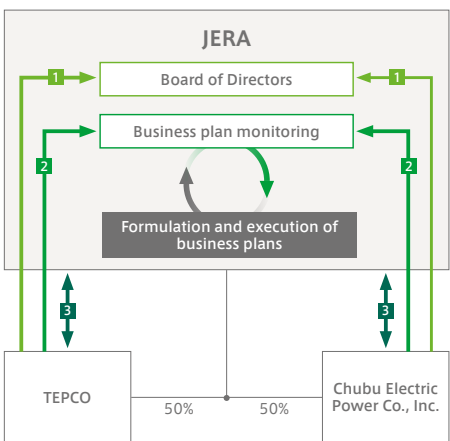 JERA
1
Board of Directors
1
Business plan monitoring
2
2
Formulation and execution of
business plans
3
3
TEPCO
50%
50%
Chubu Electric
Power Co., Inc.